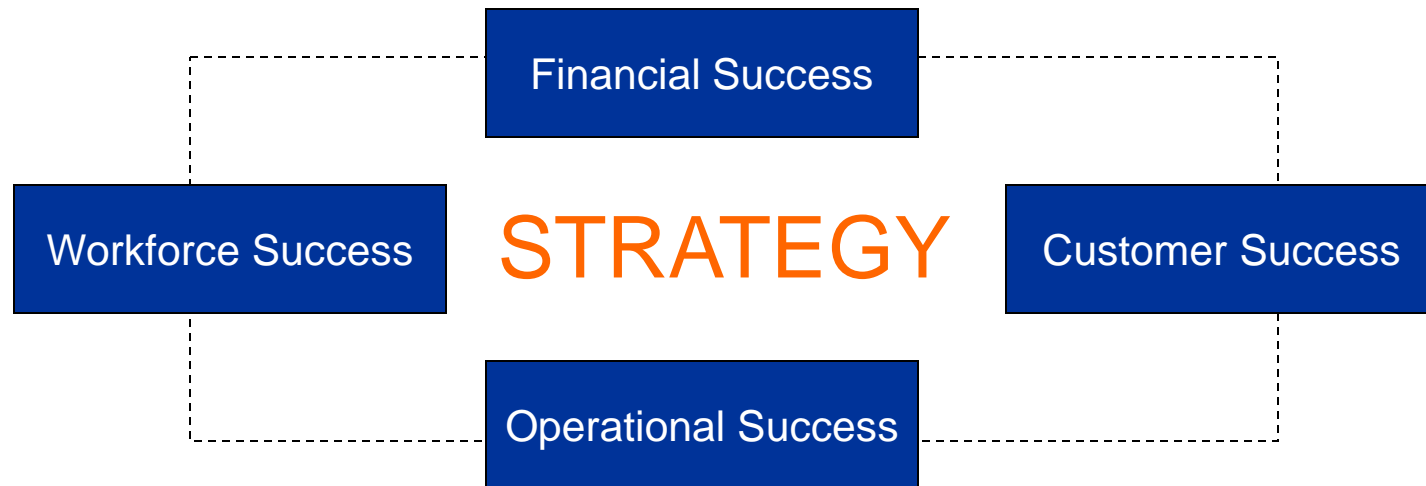 Financial Success
Workforce Success
STRATEGY
Customer Success
Operational Success